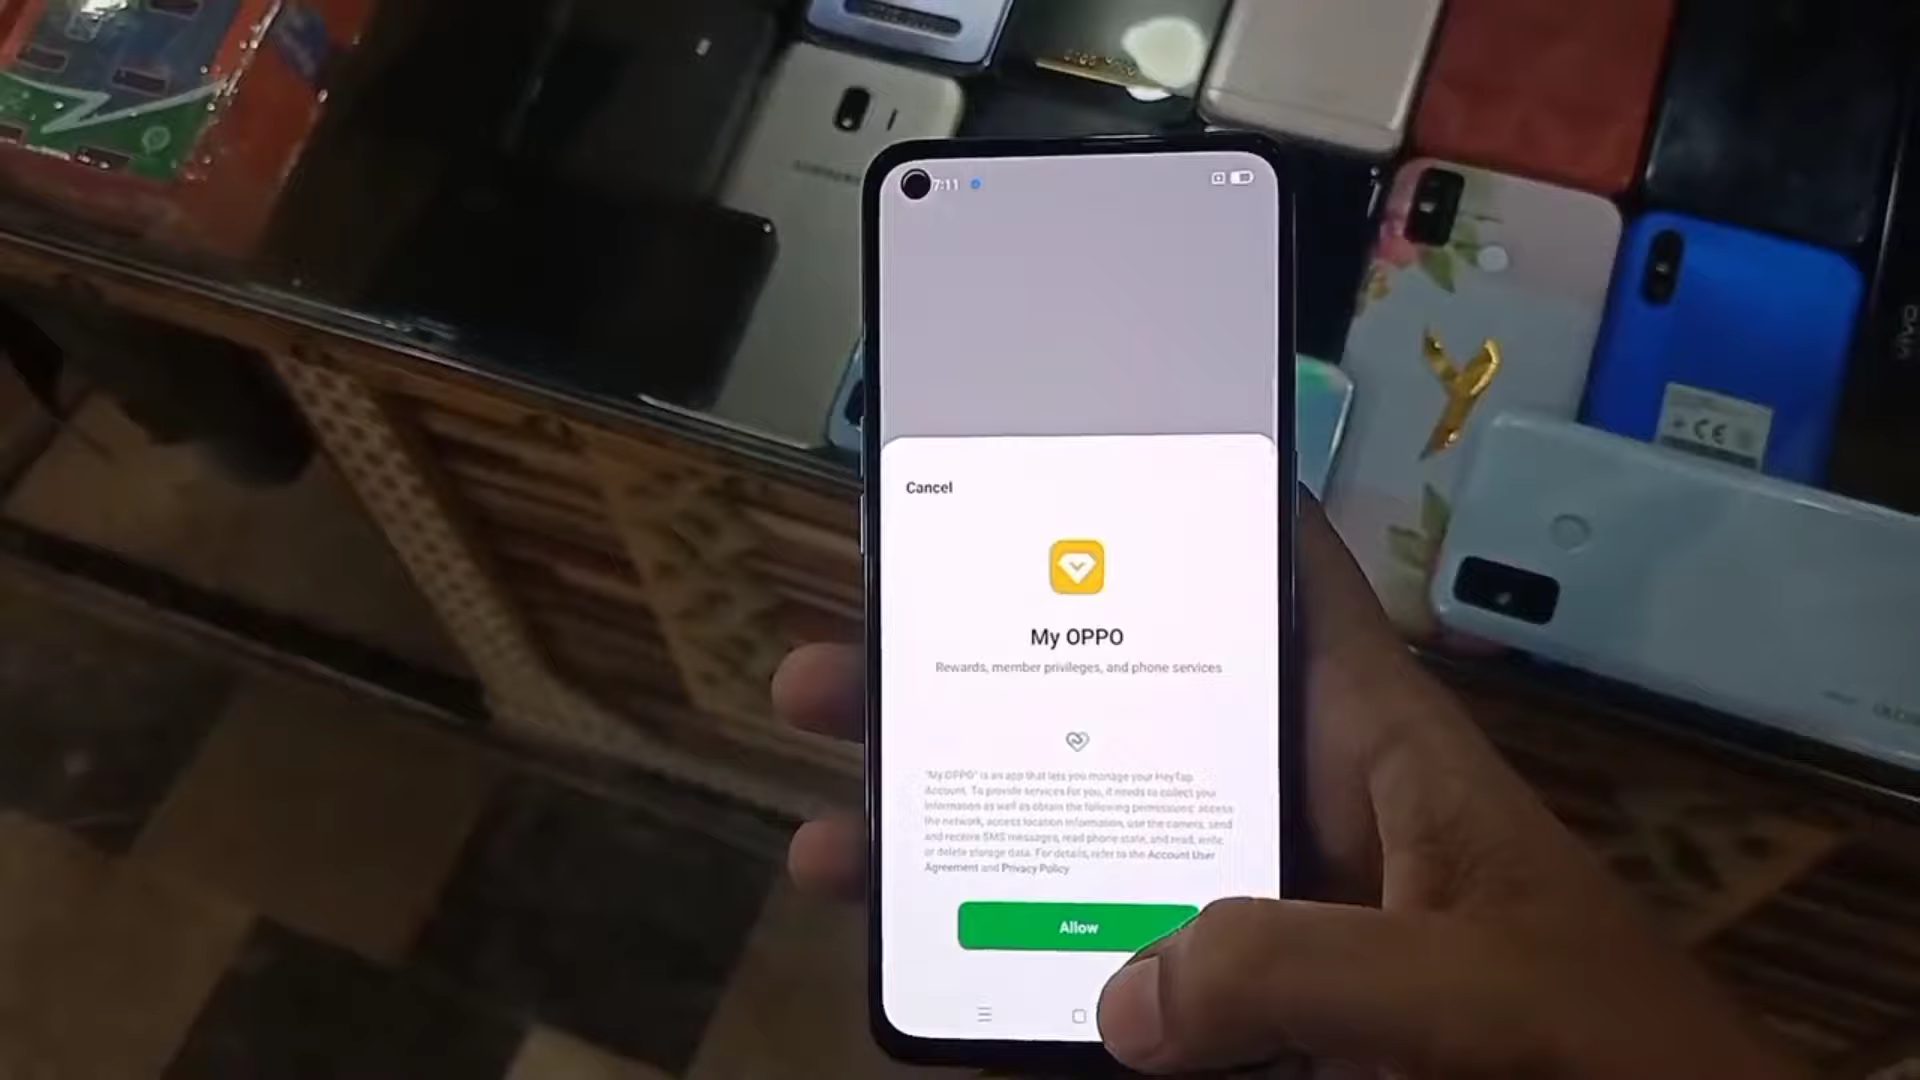 7:11
Cancel
My OPPO
Rewards, member privileges, and phone services
"My OPPO" is an app that lets you manage your HeyTap
Account. To provide services for you, it needs to collect your
information as well as obtain the following permissions: access
the network, access location information, use the camera, send
and receive SMS messages, read phone state, and read, write,
or delete storage data. For details, refer to the Account User
Agreement and Privacy Policy
Allow
SAMSUNG
Y
CE
vivo